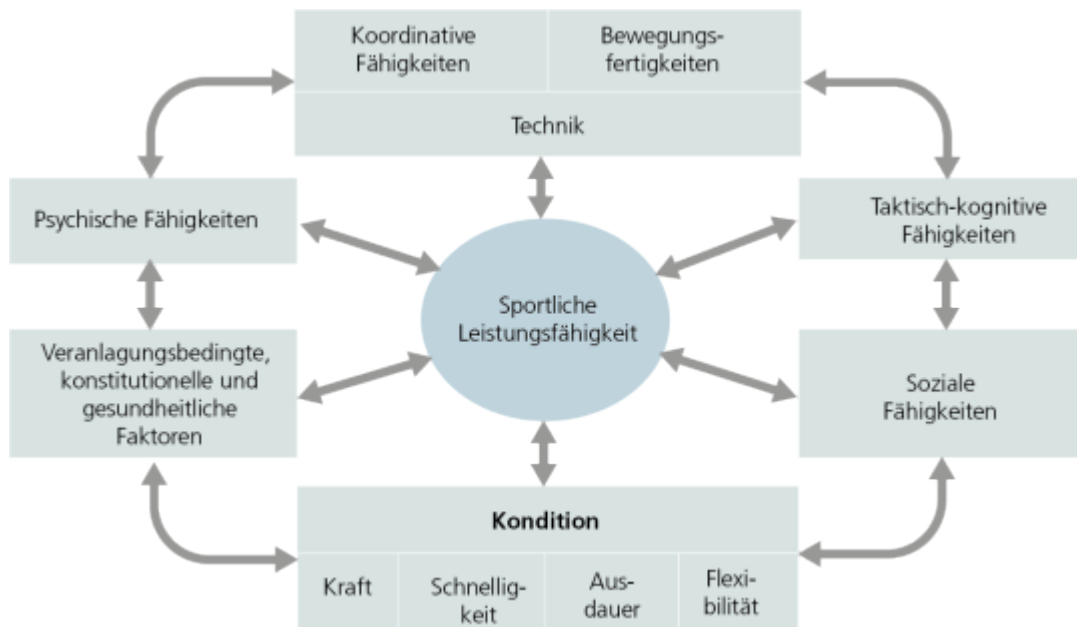 Koordinative
Fähigkeiten
Bewegungs-
fertigkeiten
Technik
Psychische Fähigkeiten
Taktisch-kognitive
Fähigkeiten
Sportliche
Leistungsfähigkeit
Veranlagungsbedingte,
konstitutionelle und
gesundheitliche
Faktoren
Soziale
Fähigkeiten
Kondition
Kraft
Schnellig-
keit
Aus-
dauer
Flexi-
bilität